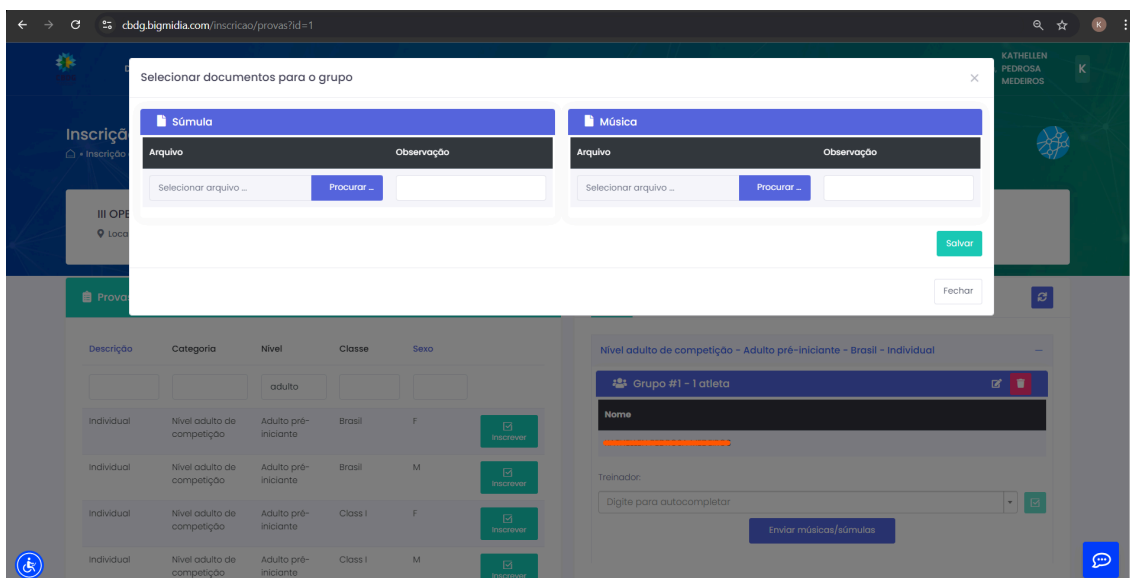 cbdg.bigmidia.com/inscricao/provas?id=1
K
KATHELLEN
PEDROSA
MEDEIROS
K
Selecionar documentos para o grupo
Inscriçã
Inscrição
Súmula
Arquivo Observação
Selecionar arquivo ... Procurar ...
Música
Arquivo Observação
Selecionar arquivo ... Procurar ...
III OPE
Loca
Salvar
Fechar
Prova
Descrição Categoria Nível Classe Sexo
adulto
Individual Nível adulto de competição Adulto pré-iniciante Brasil F Inscrever
Individual Nível adulto de competição Adulto pré-iniciante Brasil M Inscrever
Individual Nível adulto de competição Adulto pré-iniciante Class I F Inscrever
Individual Nível adulto de competição Adulto pré-iniciante Class I M Inscrever
Nível adulto de competição - Adulto pré-iniciante - Brasil - Individual
Grupo #1 - 1 atleta
Nome
Treinador:
Digite para autocompletar
Enviar músicas/súmulas